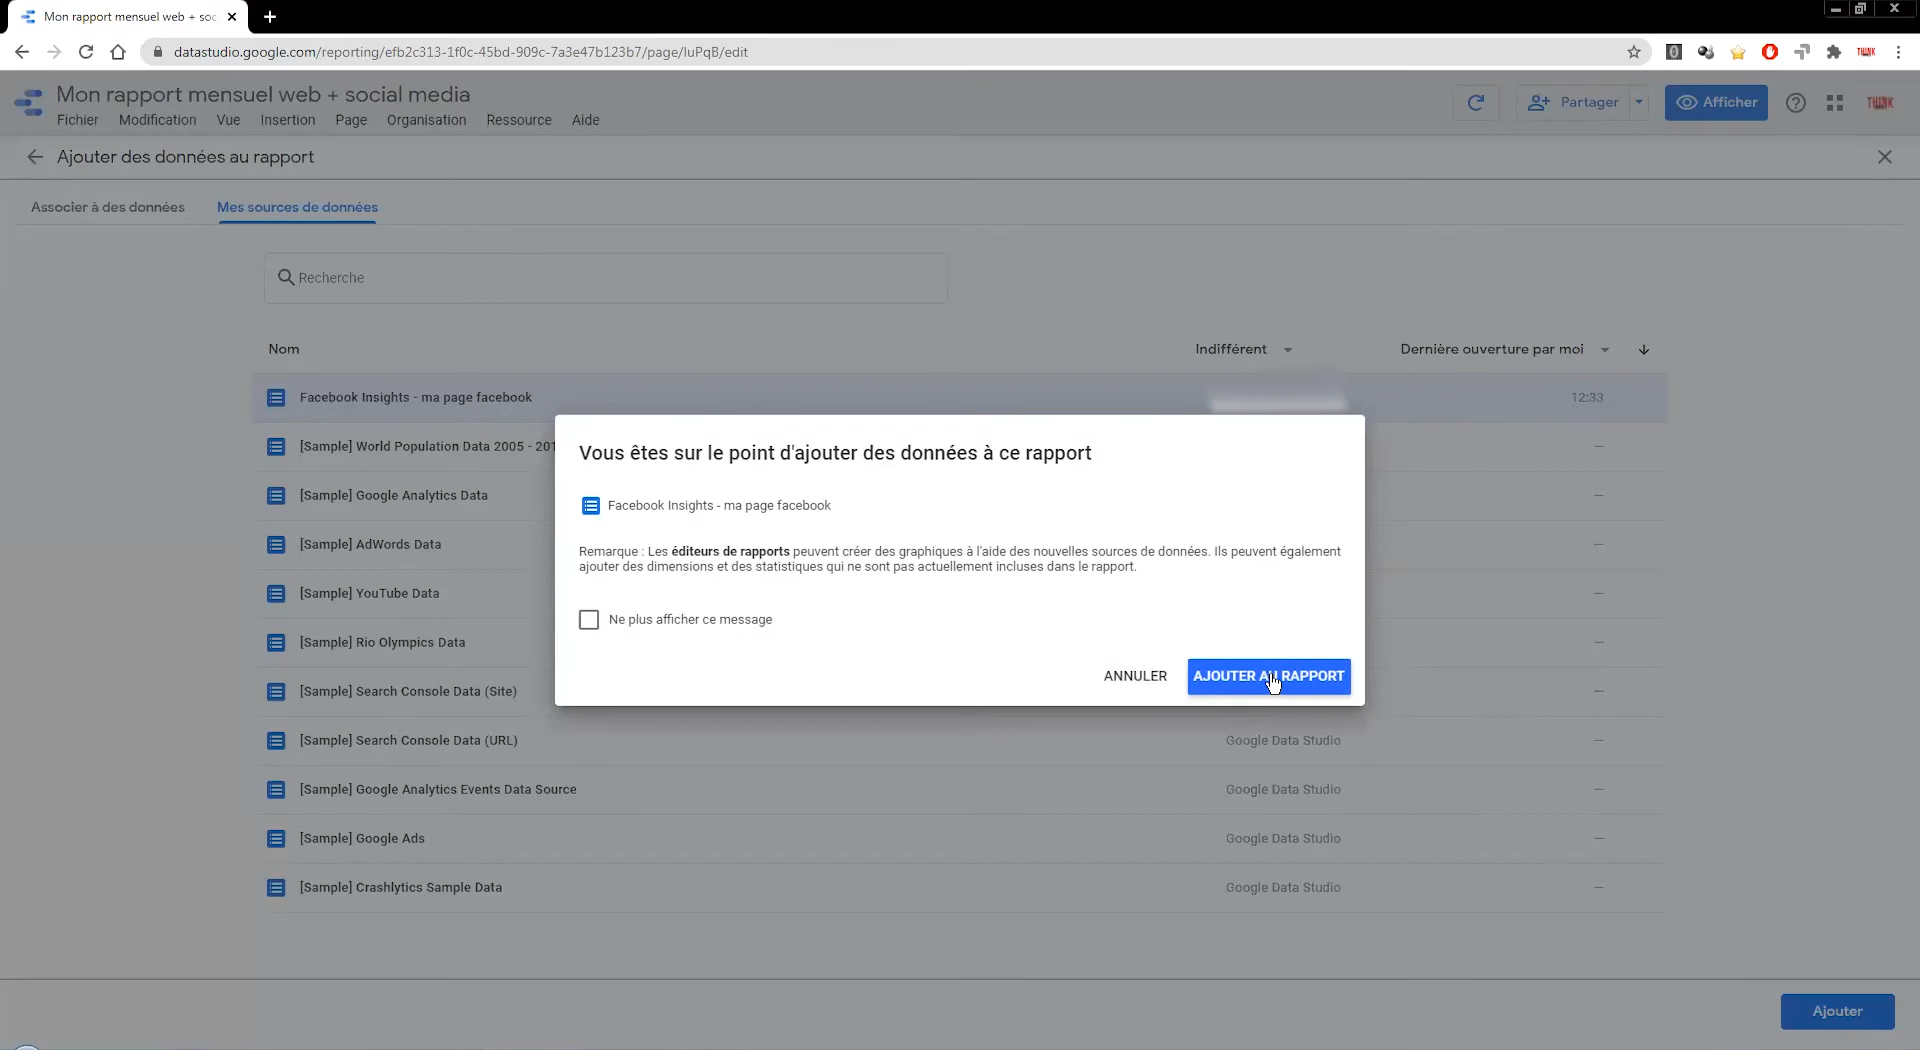 Mon rapport mensuel web + soc
datastudio.google.com/reporting/efb2c313-1f0c-45bd-909c-7a3e47b123b7/page/luPqB/edit
THINK
Mon rapport mensuel web + social media
Partager
Afficher
THINK
Fichier Modification Vue Insertion Page Organisation Ressource Aide
Ajouter des données au rapport
Associer à des données Mes sources de données
Recherche
Nom Indifférent Dernière ouverture par moi
Facebook Insights - ma page facebook 12:33
[Sample] World Population Data 2005 - 201 —
[Sample] Google Analytics Data —
[Sample] AdWords Data —
[Sample] YouTube Data —
[Sample] Rio Olympics Data —
[Sample] Search Console Data (Site) —
[Sample] Search Console Data (URL) Google Data Studio —
[Sample] Google Analytics Events Data Source Google Data Studio —
[Sample] Google Ads Google Data Studio —
[Sample] Crashlytics Sample Data Google Data Studio —
Vous êtes sur le point d'ajouter des données à ce rapport
Facebook Insights - ma page facebook
Remarque : Les éditeurs de rapports peuvent créer des graphiques à l'aide des nouvelles sources de données. Ils peuvent également
ajouter des dimensions et des statistiques qui ne sont pas actuellement incluses dans le rapport.
Ne plus afficher ce message
ANNULER AJOUTER AU RAPPORT
Ajouter